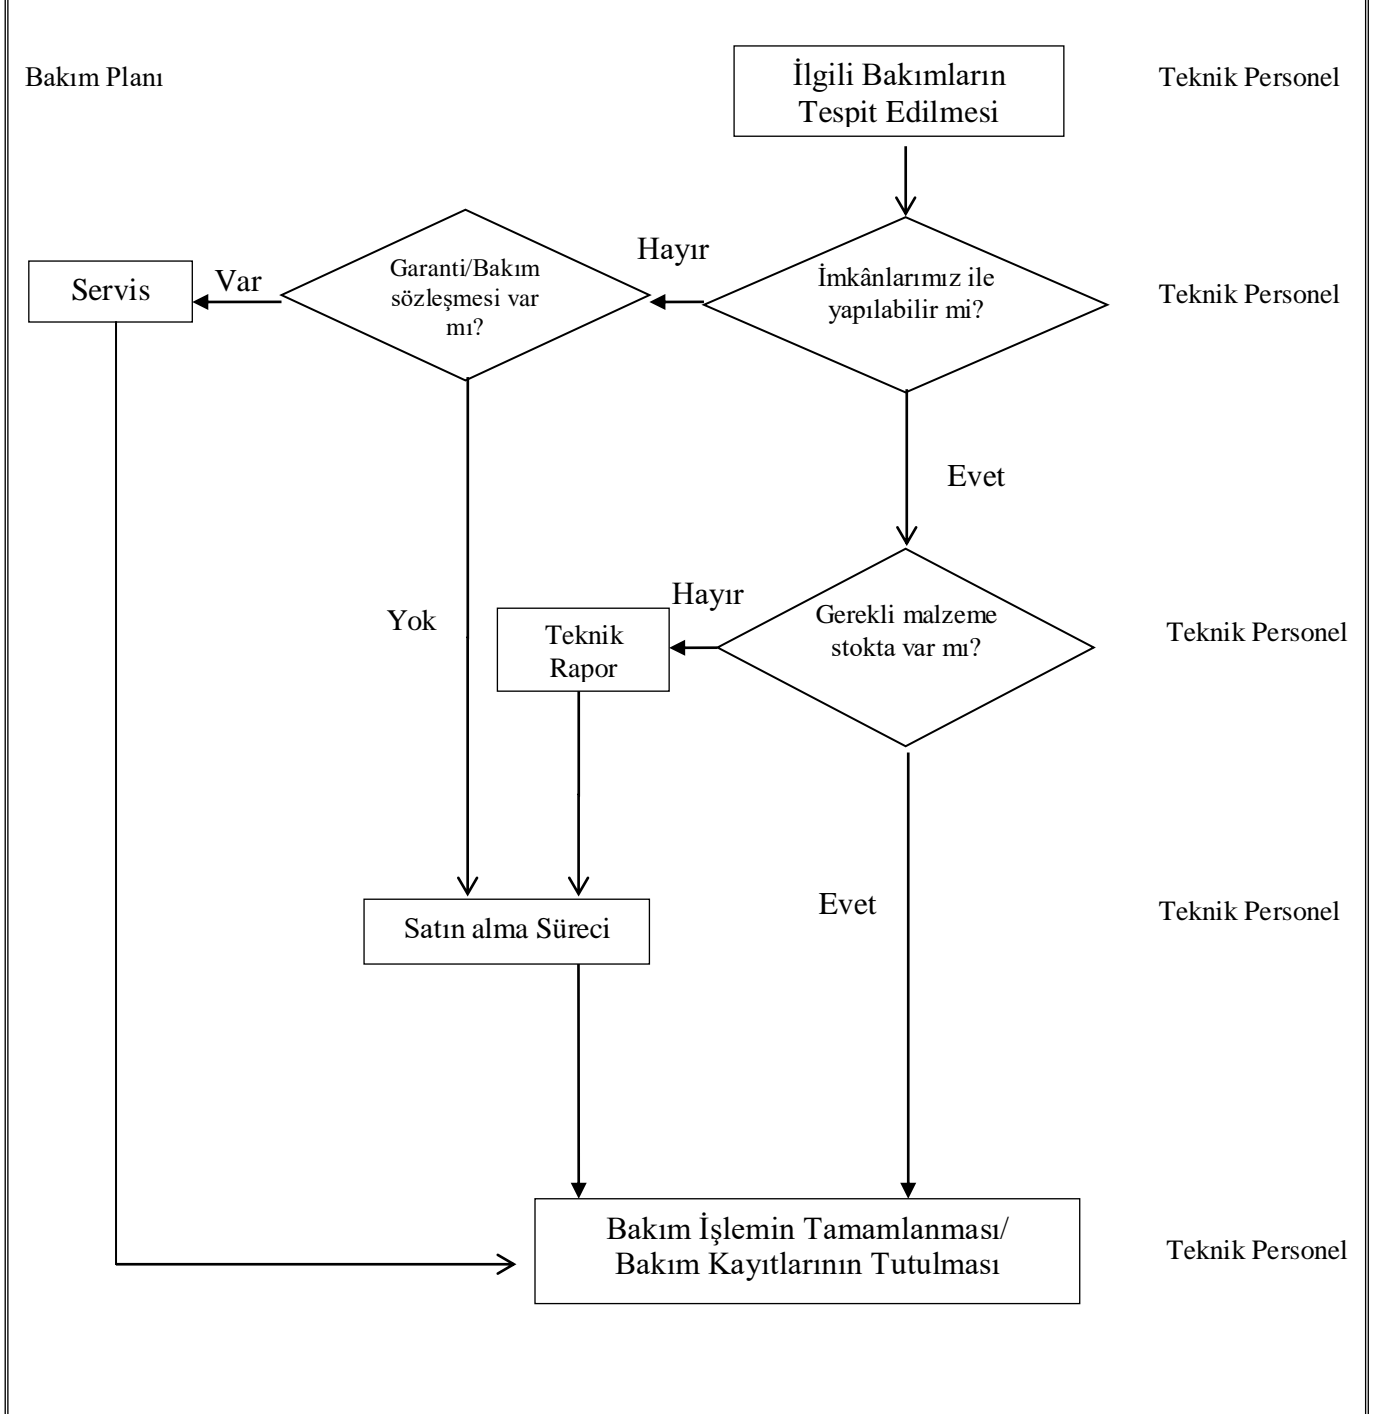 Bakım Planı
İlgili Bakımların
Tespit Edilmesi
Teknik Personel
Servis
Var
Garanti/Bakım
sözleşmesi var
mı?
Hayır
İmkânlarımız ile
yapılabilir mi?
Teknik Personel
Evet
Yok
Teknik
Rapor
Hayır
Gerekli malzeme
stokta var mı?
Teknik Personel
Satın alma Süreci
Evet
Teknik Personel
Bakım İşlemin Tamamlanması/
Bakım Kayıtlarının Tutulması
Teknik Personel